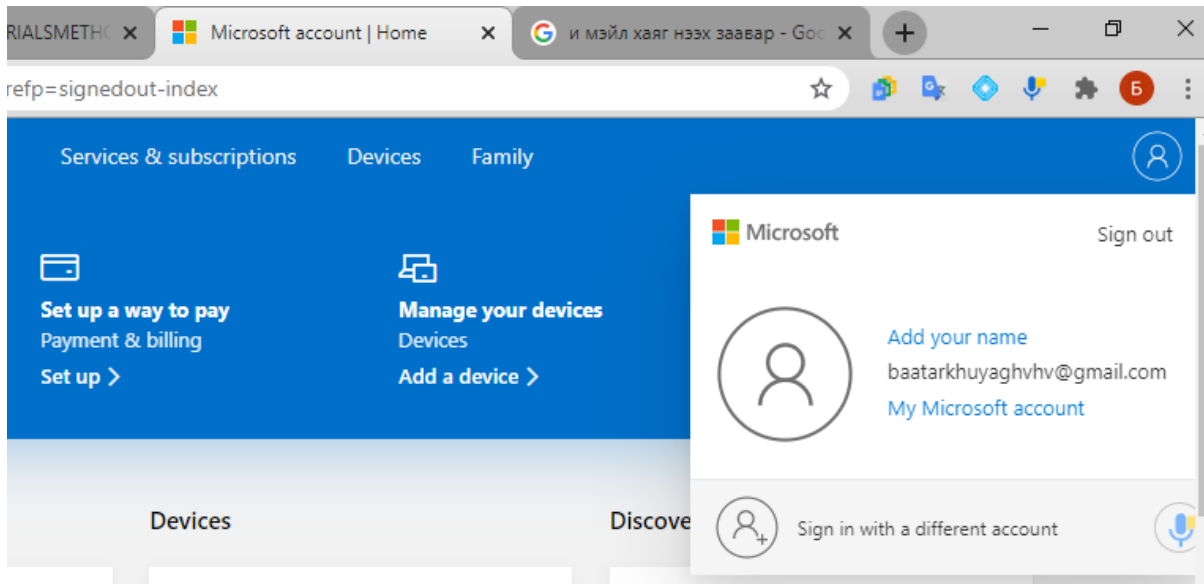 RIALSMETHO
Microsoft account | Home
и мэйл хаяг нээх заавар - Goo
refp=signedout-index
Б
Services & subscriptions
Devices
Family
Microsoft
Sign out
Set up a way to pay
Payment & billing
Set up >
Manage your devices
Devices
Add a device >
Add your name
baatarkhuyaghvhv@gmail.com
My Microsoft account
Devices
Discove
Sign in with a different account